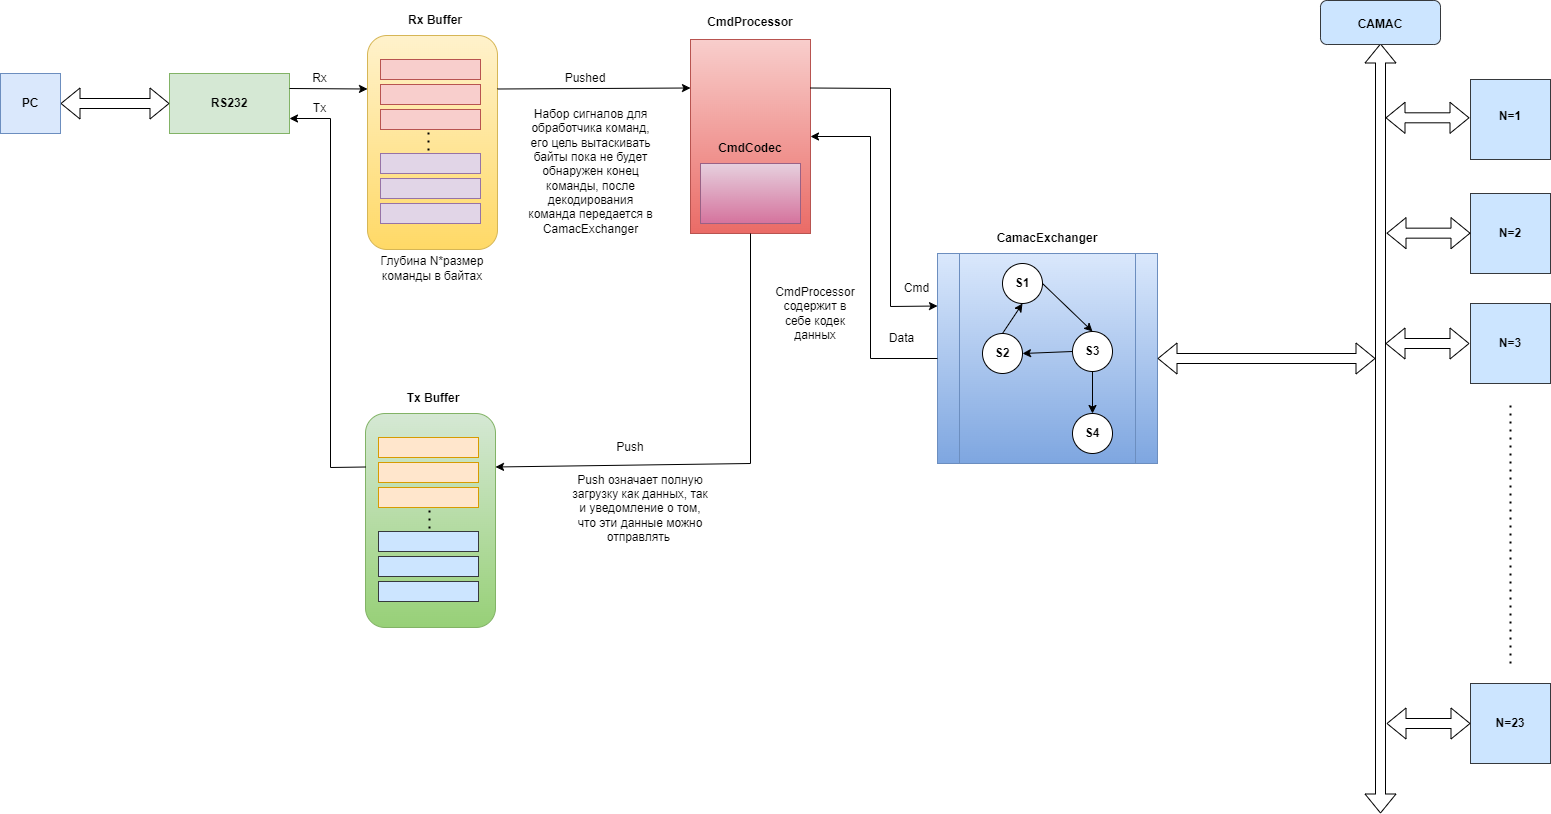 PC
RS232
Rx
Tx
Rx Buffer
Глубина N*размер
команды в байтах
Pushed
Набор сигналов для
обработчика команд,
его цель вытаскивать
байты пока не будет
обнаружен конец
команды, после
декодирования
команда передается в
CamacExchanger
CmdProcessor
CmdCodec
CmdProcessor
содержит в
себе кодек
данных
Cmd
Data
CamacExchanger
S1
S2
S3
S4
Tx Buffer
Push
Push означает полную
загрузку как данных, так
и уведомление о том,
что эти данные можно
отправлять
CAMAC
N=1
N=2
N=3
N=23